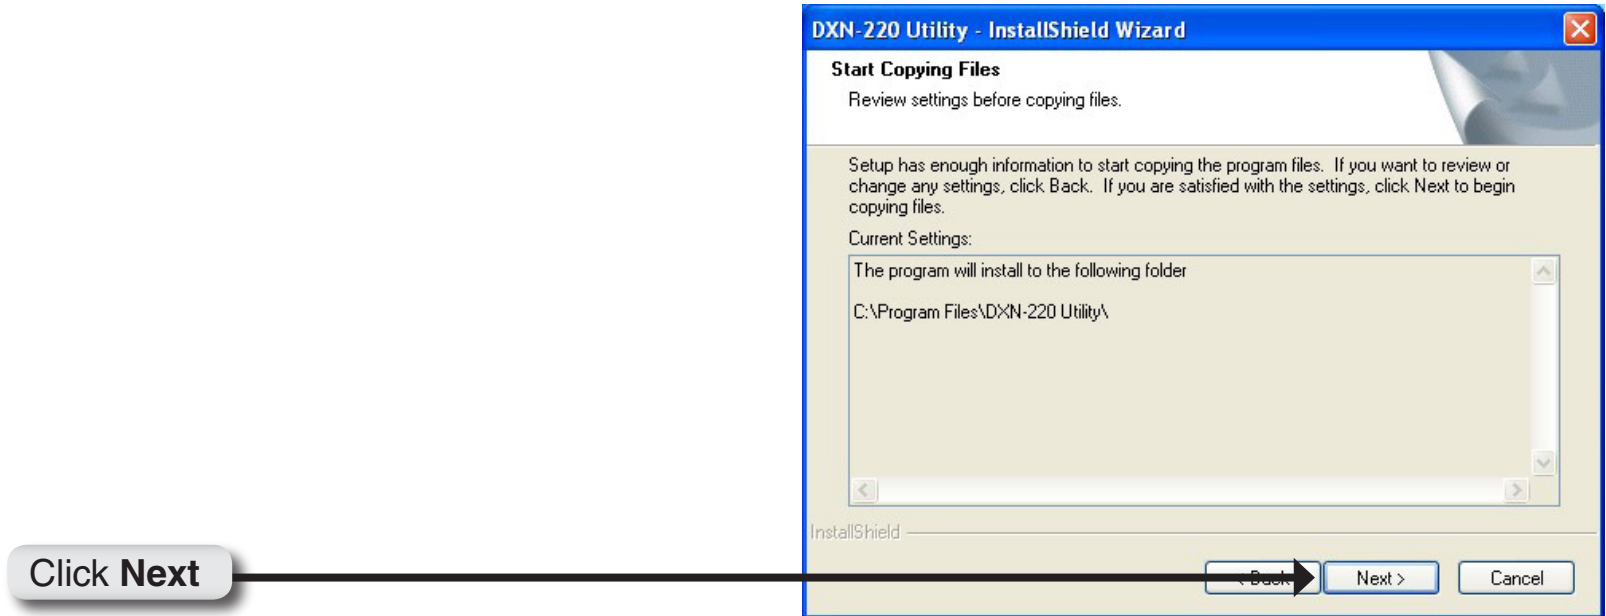 DXN-220 Utility - InstallShield Wizard
Start Copying Files
Review settings before copying files.
Setup has enough information to start copying the program files.  If you want to review or
change any settings, click Back.  If you are satisfied with the settings, click Next to begin
copying files.
Current Settings:
The program will install to the following folder
C:\Program Files\DXN-220 Utility\
InstallShield
Click Next
< Back
Next >
Cancel